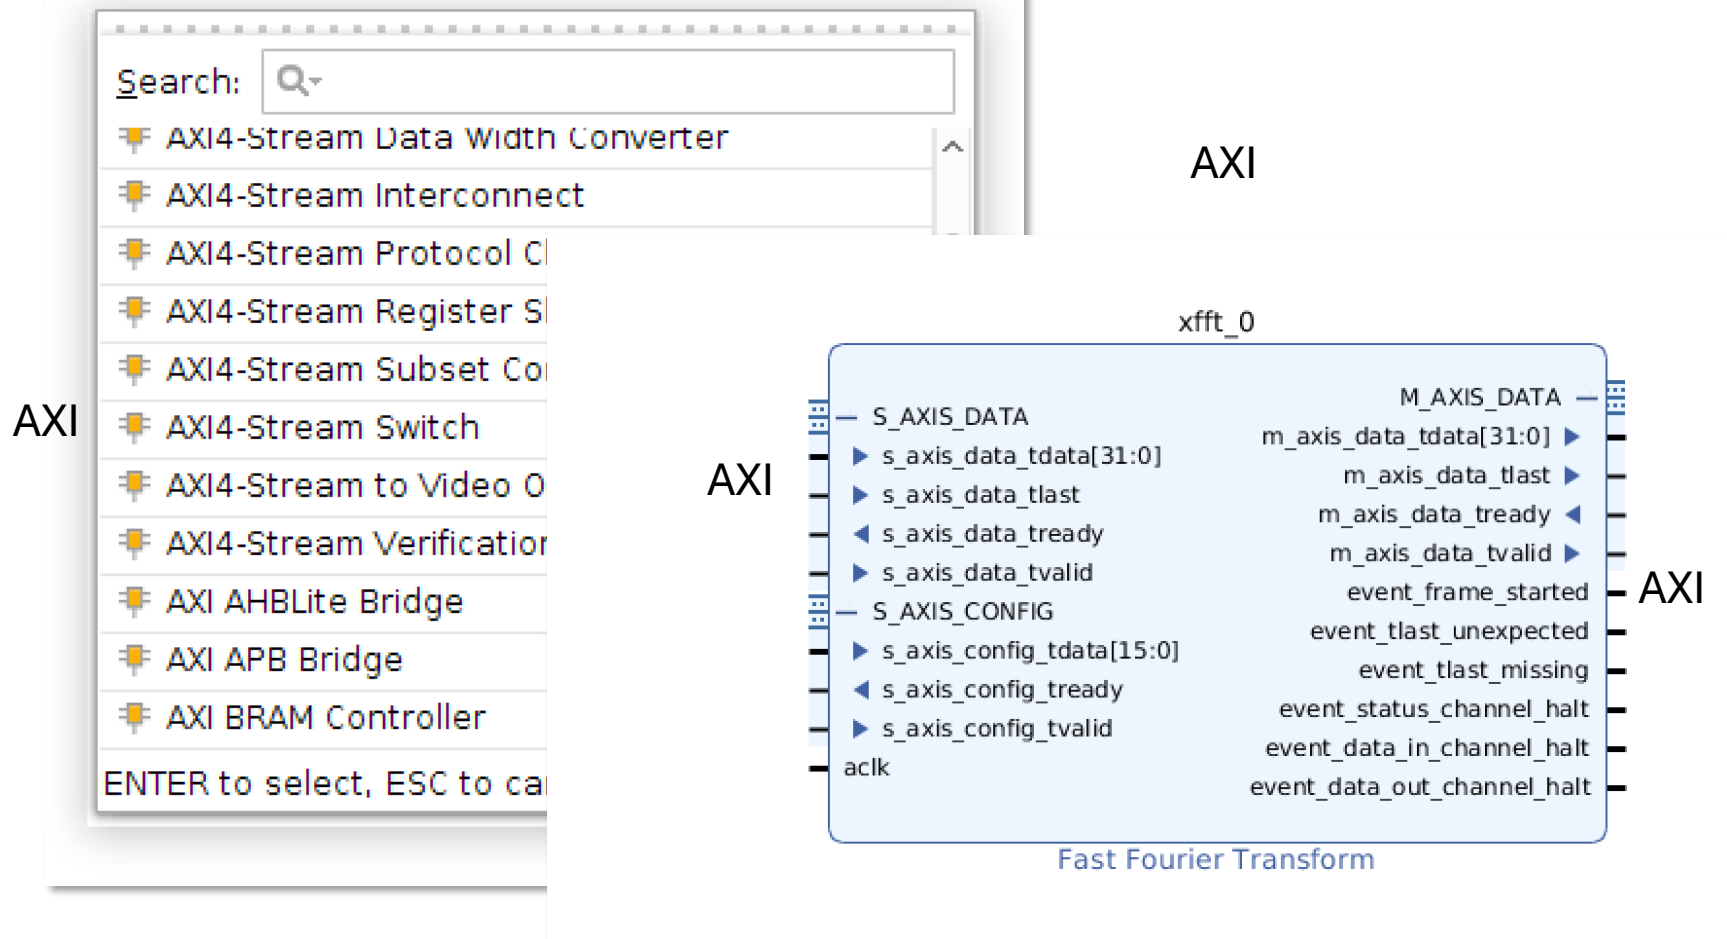 Search:
AXI4-Stream Data Width Converter
AXI4-Stream Interconnect
AXI4-Stream Protocol
AXI4-Stream Register
AXI4-Stream Subset
AXI4-Stream Switch
AXI4-Stream to Video
AXI4-Stream Verification
AXI AHBLite Bridge
AXI APB Bridge
AXI BRAM Controller
ENTER to select, ESC to
AXI
AXI
AXI
AXI
xfft_0
S_AXIS_DATA
s_axis_data_tdata[31:0]
s_axis_data_tlast
s_axis_data_tready
s_axis_data_tvalid
S_AXIS_CONFIG
s_axis_config_tdata[15:0]
s_axis_config_tready
s_axis_config_tvalid
aclk
M_AXIS_DATA
m_axis_data_tdata[31:0]
m_axis_data_tlast
m_axis_data_tready
m_axis_data_tvalid
event_frame_started
event_tlast_unexpected
event_tlast_missing
event_status_channel_halt
event_data_in_channel_halt
event_data_out_channel_halt
Fast Fourier Transform